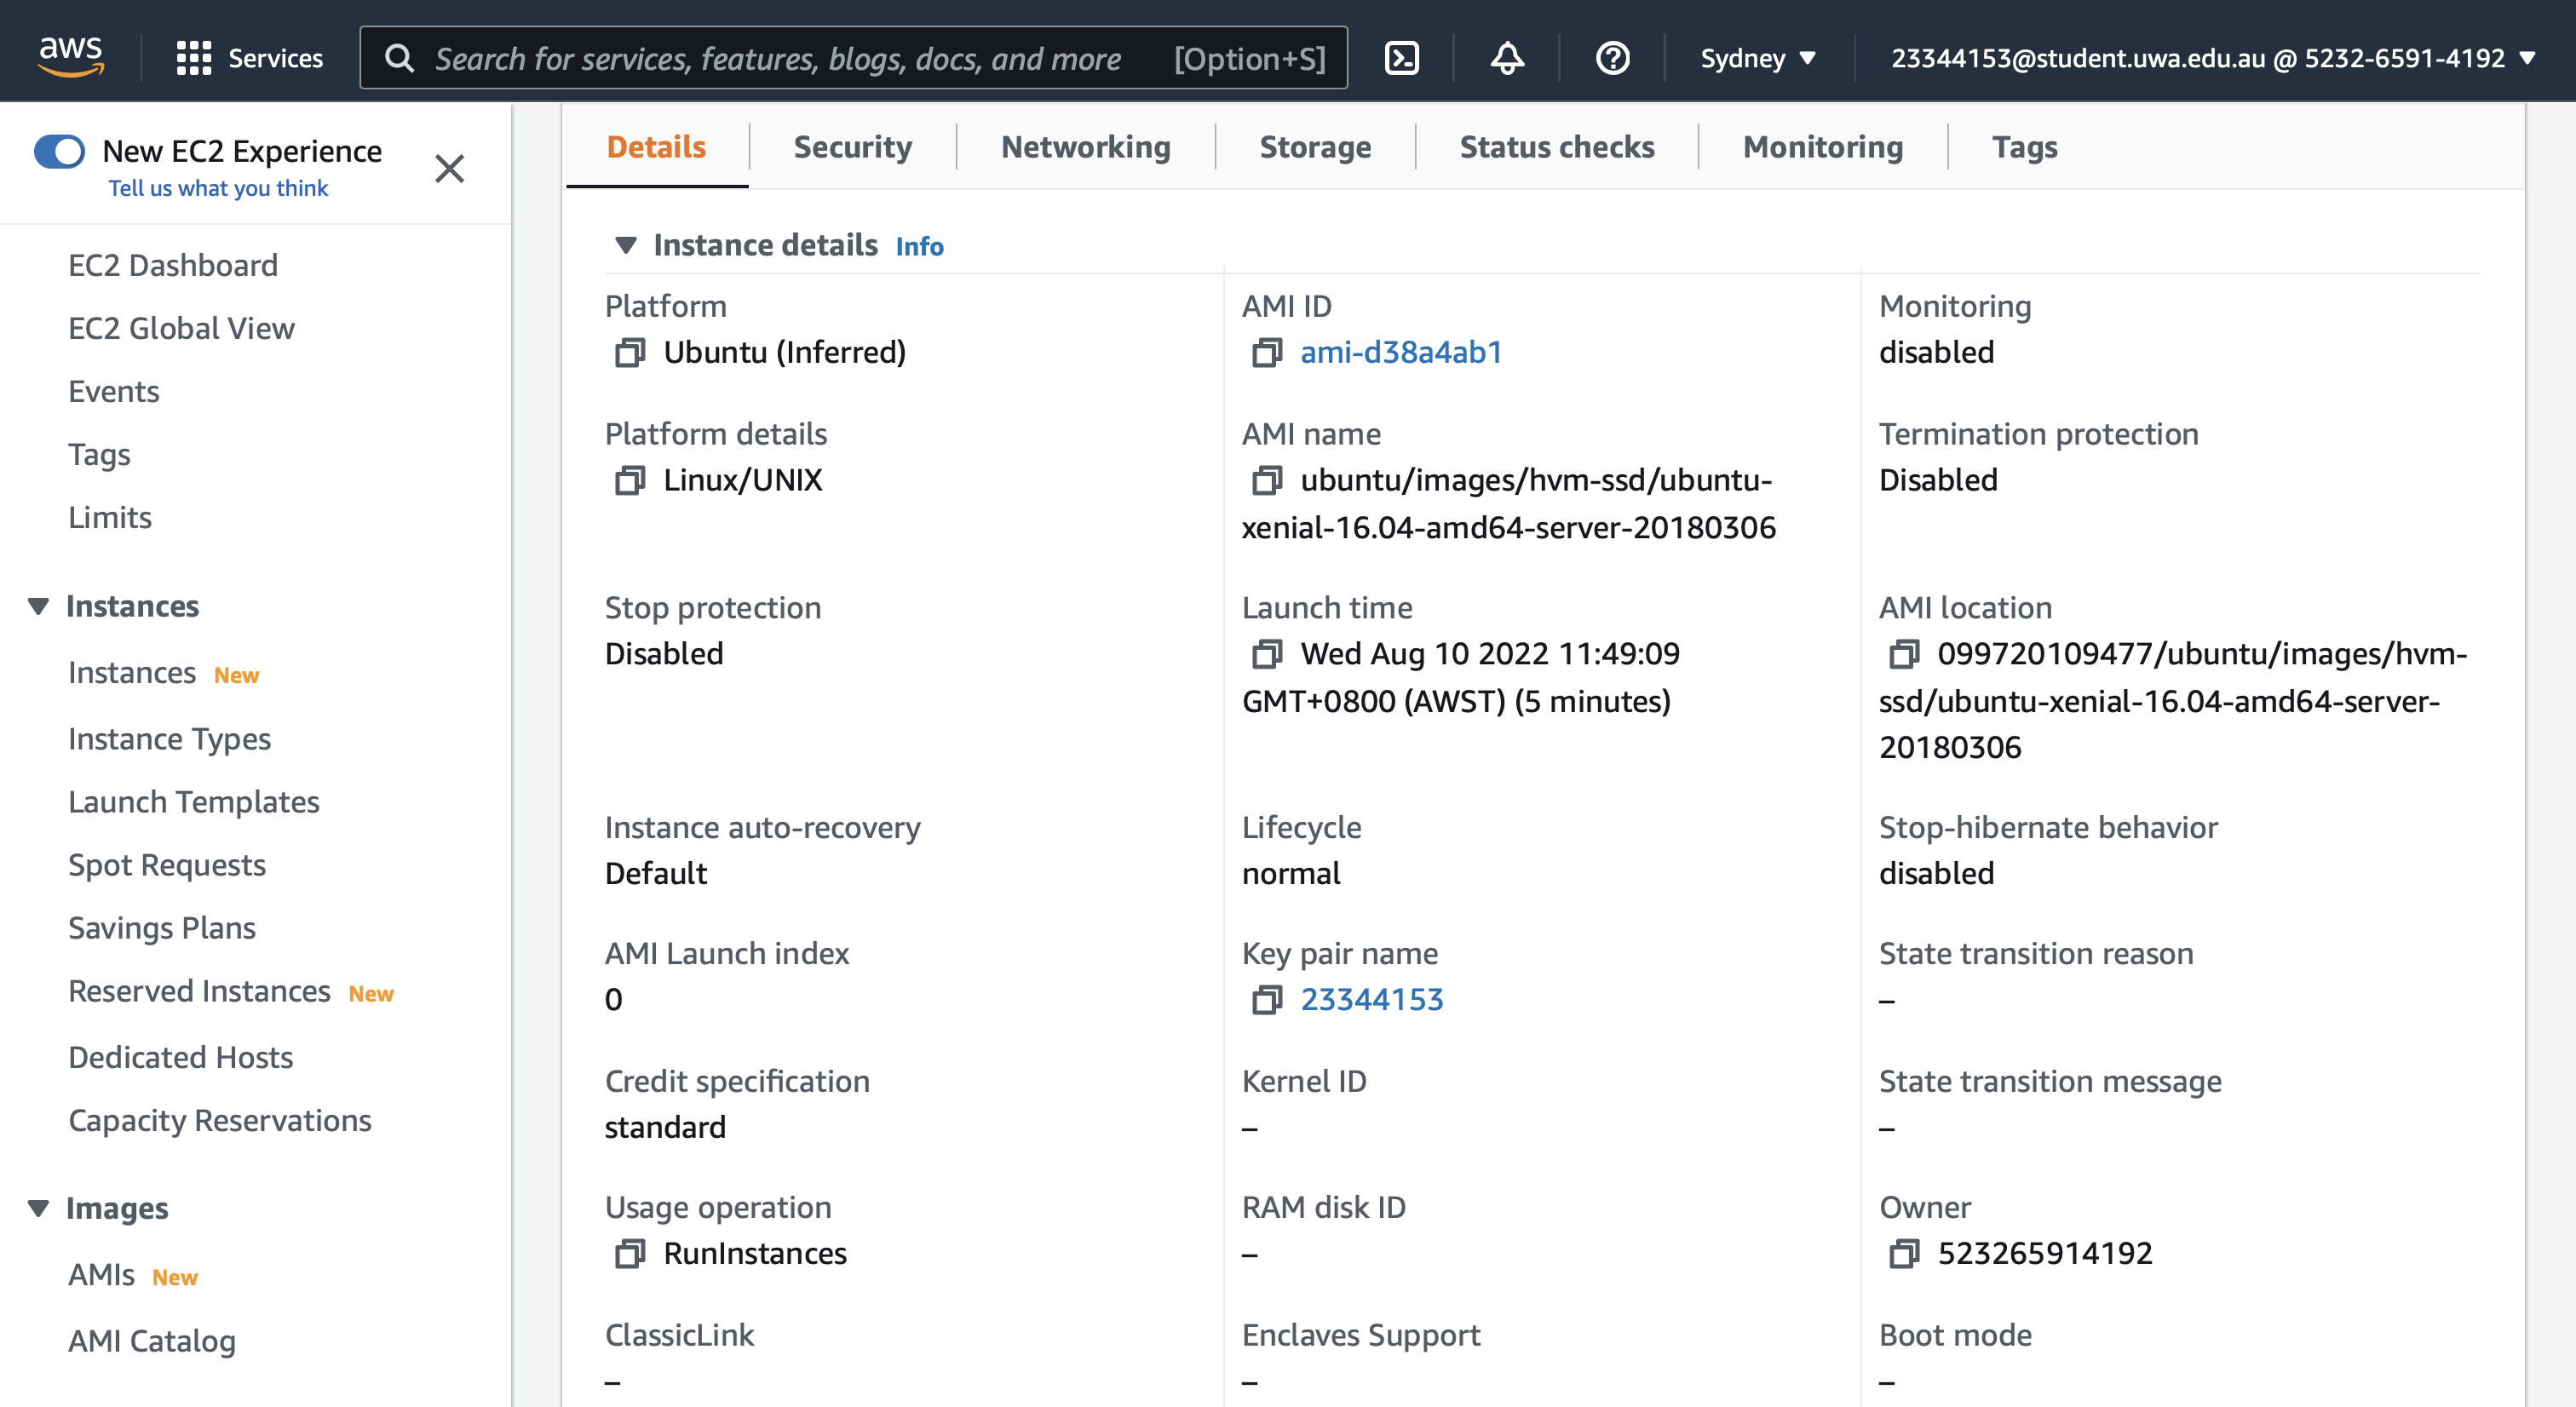 aws
Services
Search for services, features, blogs, docs, and more [Option+S]
Sydney ▼
23344153@student.uwa.edu.au @ 5232-6591-4192 ▼
New EC2 Experience
Tell us what you think
EC2 Dashboard
EC2 Global View
Events
Tags
Limits
Instances
Instances New
Instance Types
Launch Templates
Spot Requests
Savings Plans
Reserved Instances New
Dedicated Hosts
Capacity Reservations
Images
AMIs New
AMI Catalog
Details
Security
Networking
Storage
Status checks
Monitoring
Tags
Instance details Info
Platform
Ubuntu (Inferred)
AMI ID
ami-d38a4ab1
Monitoring
disabled
Platform details
Linux/UNIX
AMI name
ubuntu/images/hvm-ssd/ubuntu-
xenial-16.04-amd64-server-20180306
Termination protection
Disabled
Stop protection
Disabled
Launch time
Wed Aug 10 2022 11:49:09
GMT+0800 (AWST) (5 minutes)
AMI location
099720109477/ubuntu/images/hvm-
ssd/ubuntu-xenial-16.04-amd64-server-
20180306
Instance auto-recovery
Default
Lifecycle
normal
Stop-hibernate behavior
disabled
AMI Launch index
0
Key pair name
23344153
State transition reason
–
Credit specification
standard
Kernel ID
–
State transition message
–
Usage operation
RunInstances
RAM disk ID
–
Owner
523265914192
ClassicLink
–
Enclaves Support
–
Boot mode
–